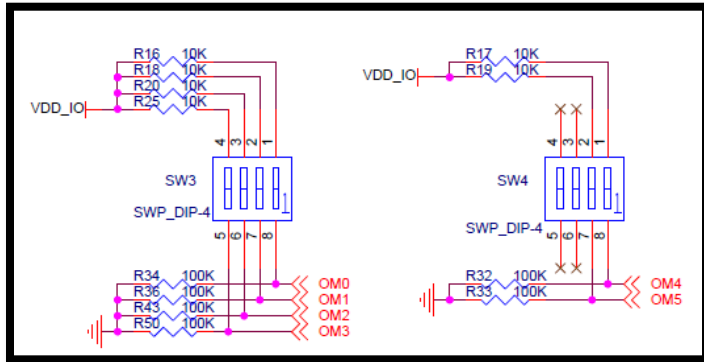 R16 10K
R18 10K
R20 10K
R25 10K
VDD_IO
4 3 2 1
SW3
1
SWP_DIP-4
5 6 7 8
R34 100K
OM0
R36 100K
OM1
R43 100K
OM2
R50 100K
OM3
R17 10K
R19 10K
VDD_IO
4 3 2 1
SW4
1
SWP_DIP-4
5 6 7 8
R32 100K
OM4
R33 100K
OM5